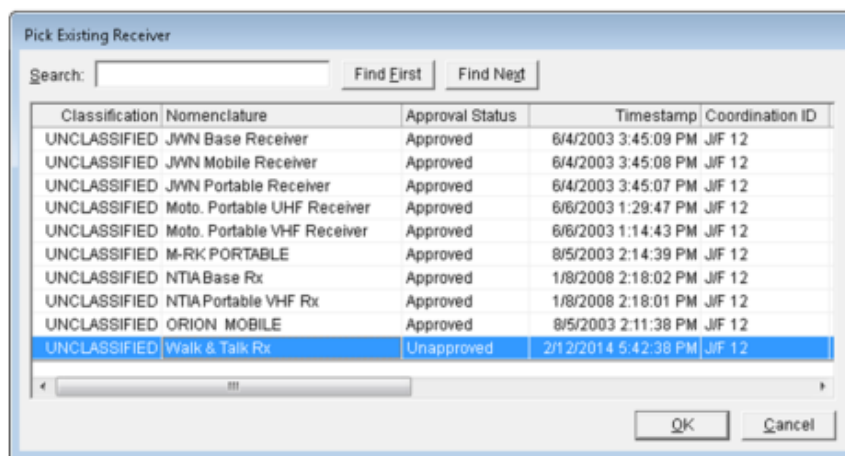 Pick Existing Receiver
Search: Find First Find Next
Classification Nomenclature Approval Status Timestamp Coordination ID
UNCLASSIFIED JWN Base Receiver Approved 6/4/2003 3:45:09 PM J/F 12
UNCLASSIFIED JWN Mobile Receiver Approved 6/4/2003 3:45:08 PM J/F 12
UNCLASSIFIED JWN Portable Receiver Approved 6/4/2003 3:45:07 PM J/F 12
UNCLASSIFIED Moto. Portable UHF Receiver Approved 6/6/2003 1:29:47 PM J/F 12
UNCLASSIFIED Moto. Portable VHF Receiver Approved 6/6/2003 1:14:43 PM J/F 12
UNCLASSIFIED M-RK PORTABLE Approved 8/5/2003 2:14:39 PM J/F 12
UNCLASSIFIED NTIA Base Rx Approved 1/8/2008 2:18:02 PM J/F 12
UNCLASSIFIED NTIA Portable VHF Rx Approved 1/8/2008 2:18:01 PM J/F 12
UNCLASSIFIED ORION MOBILE Approved 8/5/2003 2:11:38 PM J/F 12
UNCLASSIFIED Walk & Talk Rx Unapproved 2/12/2014 5:42:38 PM J/F 12
OK Cancel